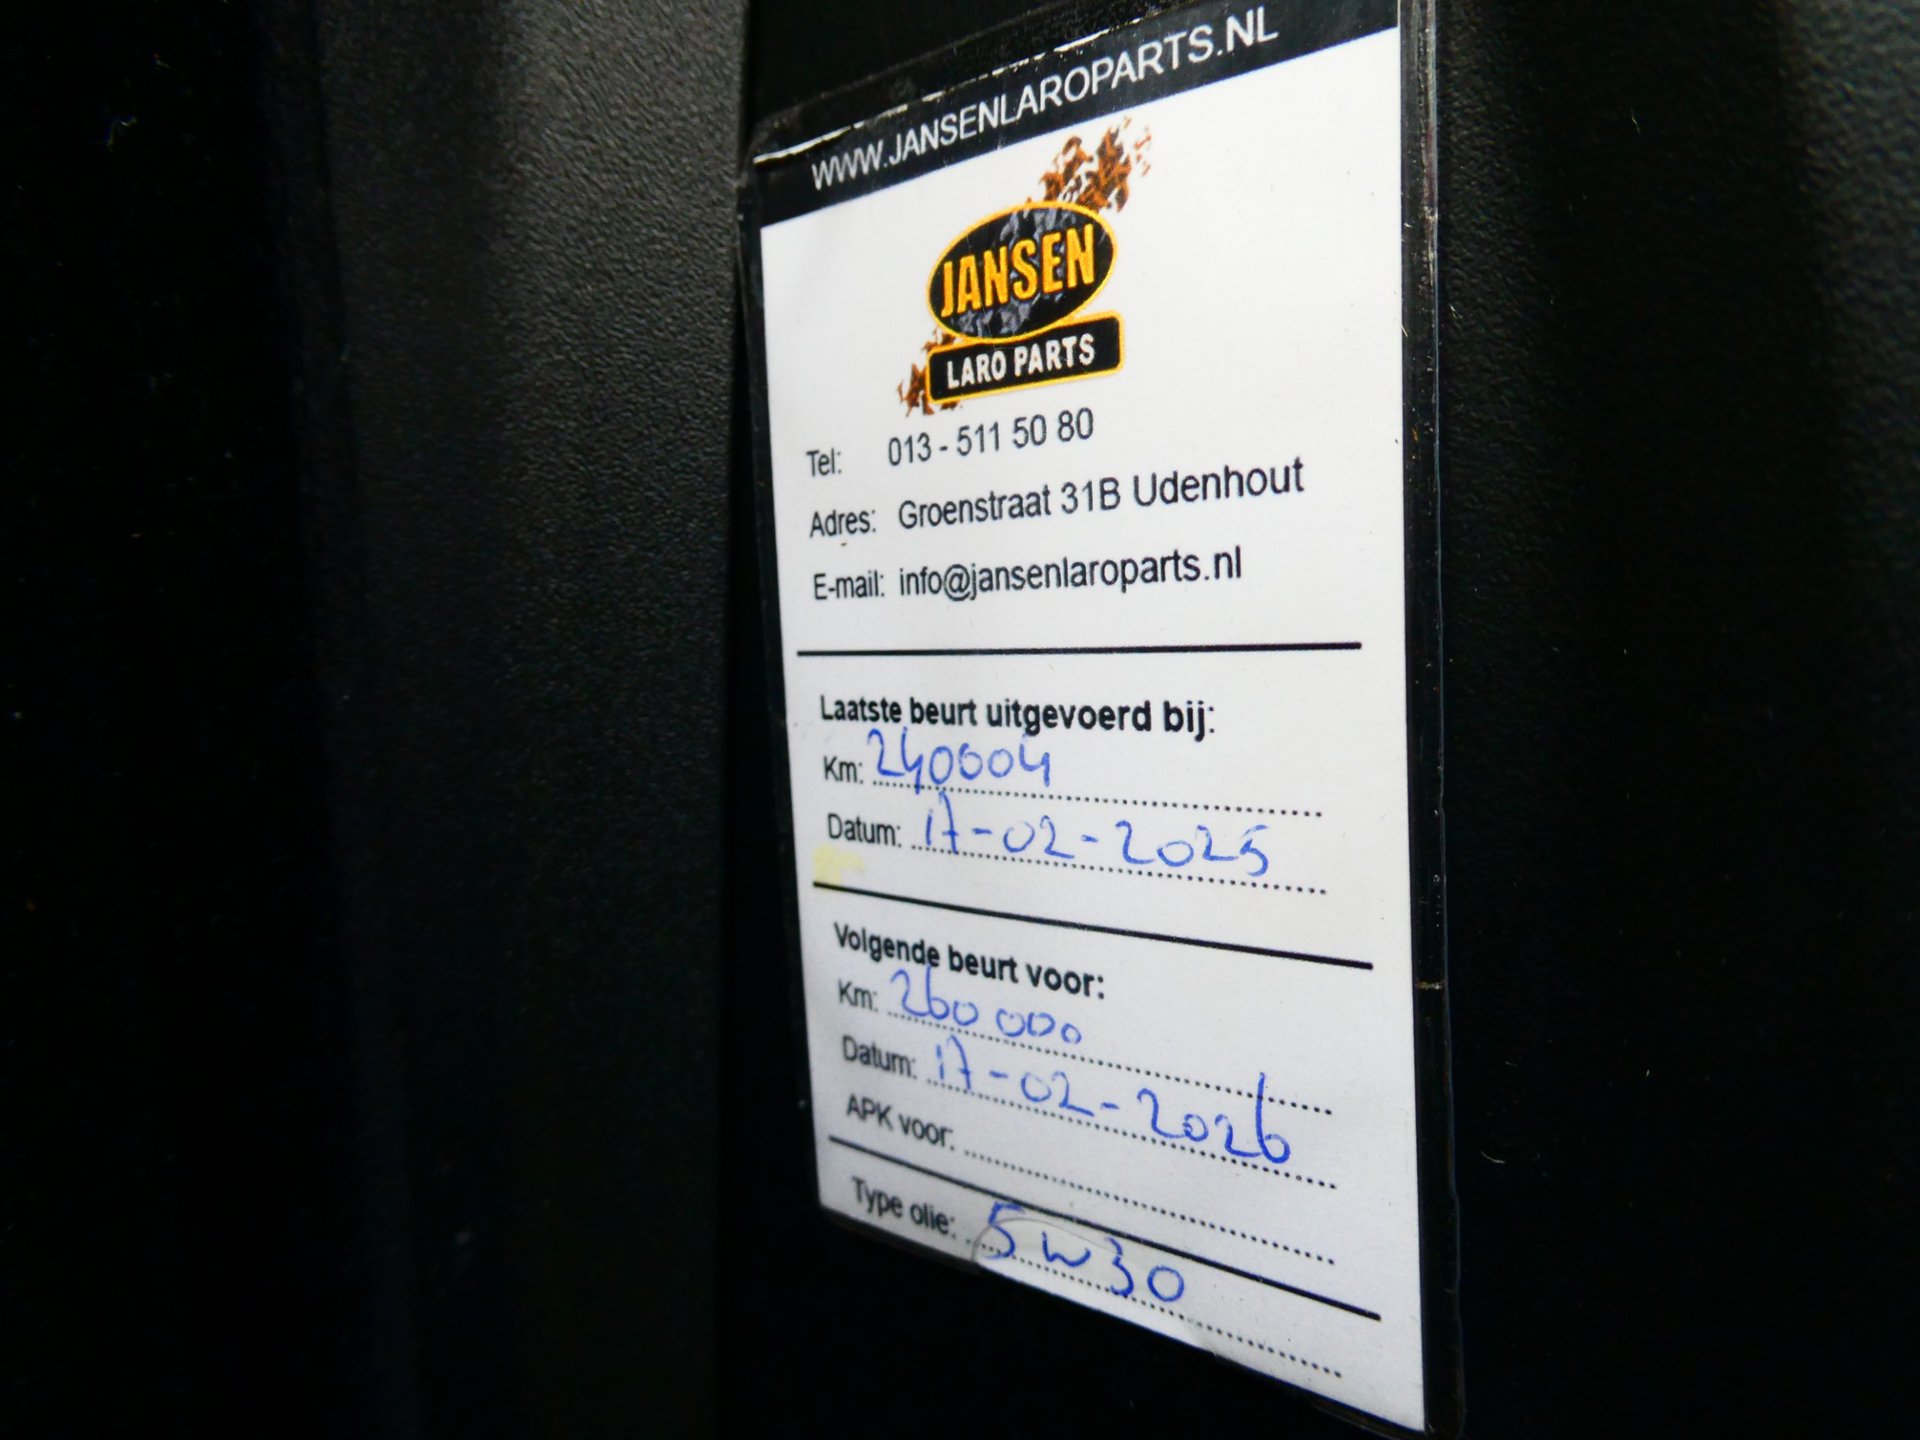 WWW.JANSENLAROPARTS.NL
JANSEN
LARO PARTS
Tel: 013 - 511 50 80
Adres: Groenstraat 31B Udenhout
E-mail: info@jansenlaroparts.nl
Laatste beurt uitgevoerd bij:
Km: 240004
Datum: 17-02-2025
Volgende beurt voor:
Km: 260 000
Datum: 17-02-2026
APK voor:
Type olie: 5W30